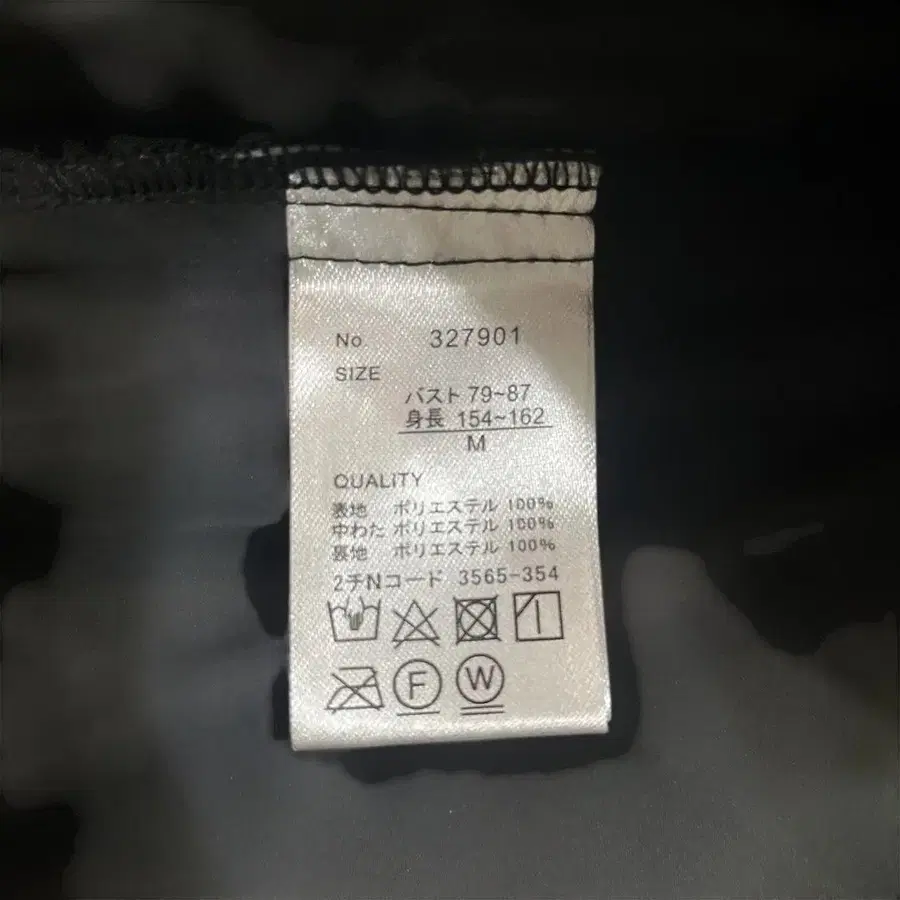 No. 327901
SIZE
バスト 79~87
身長 154~162
M
QUALITY
表地 ポリエステル 100%
中わた ポリエステル 100%
裏地 ポリエステル 100%
2チNコード 3565-354
F W